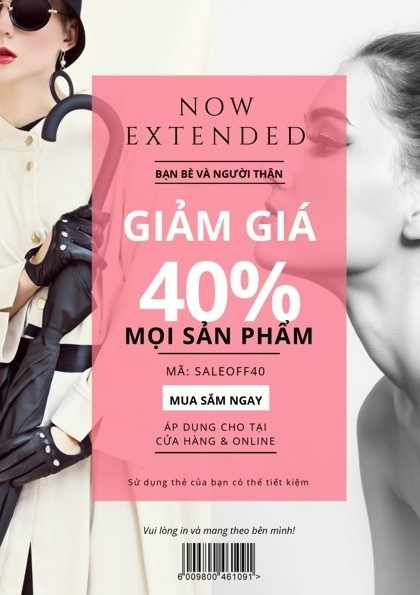 NOW
EXTENDED
BẠN BÈ VÀ NGƯỜI THÂN
GIẢM GIÁ
40%
MỌI SẢN PHẨM
MÃ: SALEOFF40
MUA SẮM NGAY
ÁP DỤNG CHO TẠI
CỬA HÀNG & ONLINE
Sử dụng thẻ của bạn có thể tiết kiệm
Vui lòng in và mang theo bên mình!
6 009800 461091 >